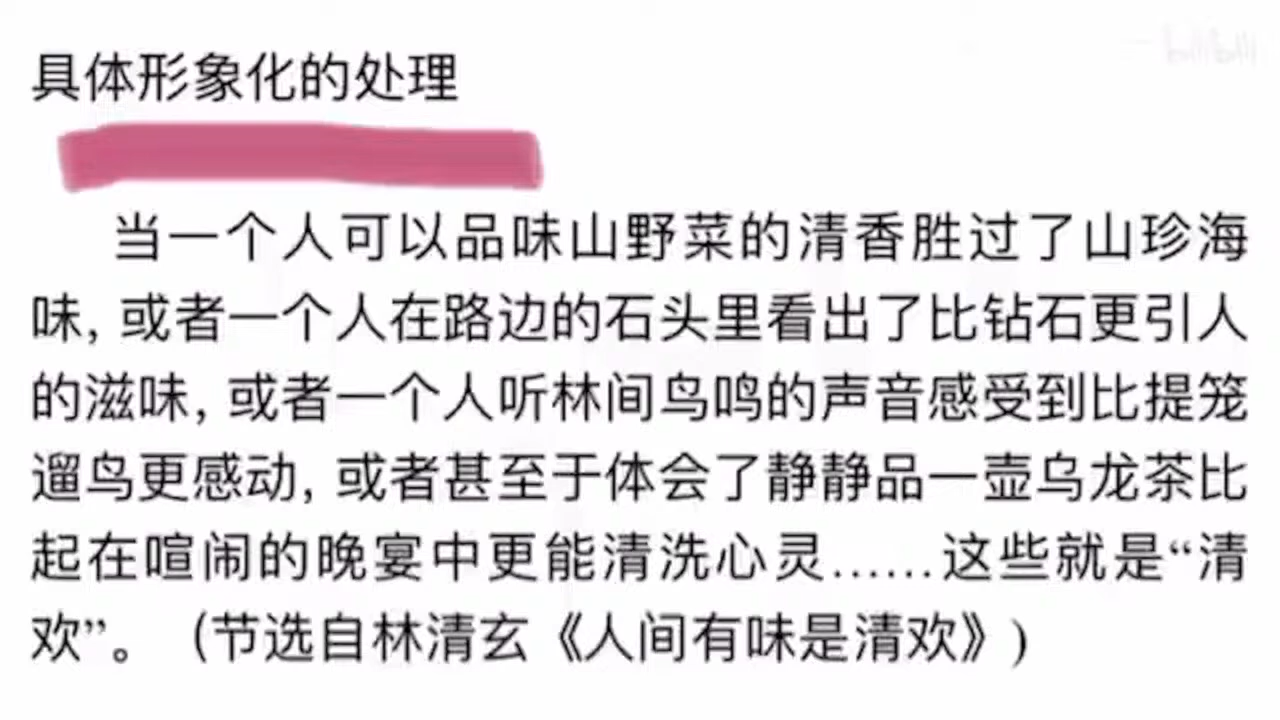 bilibili
具体形象化的处理
当一个人可以品味山野菜的清香胜过了山珍海
味, 或者一个人在路边的石头里看出了比钻石更引人
的滋味, 或者一个人听林间鸟鸣的声音感受到比提笼
遛鸟更感动, 或者甚至于体会了静静品一壶乌龙茶比
起在喧闹的晚宴中更能清洗心灵……这些就是“清
欢”。（节选自林清玄《人间有味是清欢》)